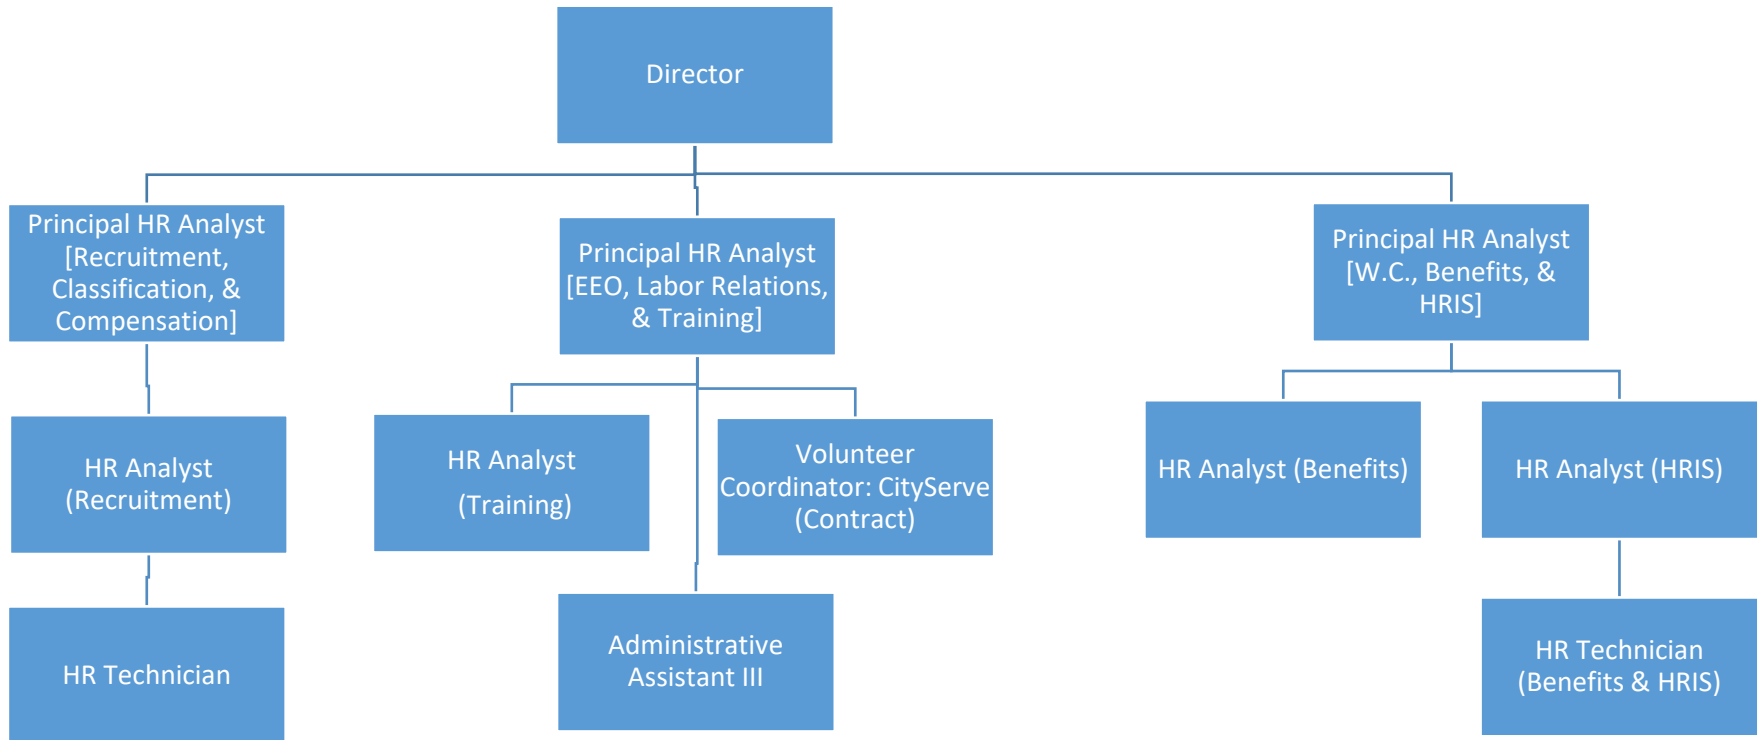 Director
Principal HR Analyst
[Recruitment,
Classification, &
Compensation]
Principal HR Analyst
[EEO, Labor Relations,
& Training]
Principal HR Analyst
[W.C., Benefits, &
HRIS]
HR Analyst
(Recruitment)
HR Analyst
(Training)
Volunteer
Coordinator: CityServe
(Contract)
HR Analyst (Benefits)
HR Analyst (HRIS)
HR Technician
Administrative
Assistant III
HR Technician
(Benefits & HRIS)